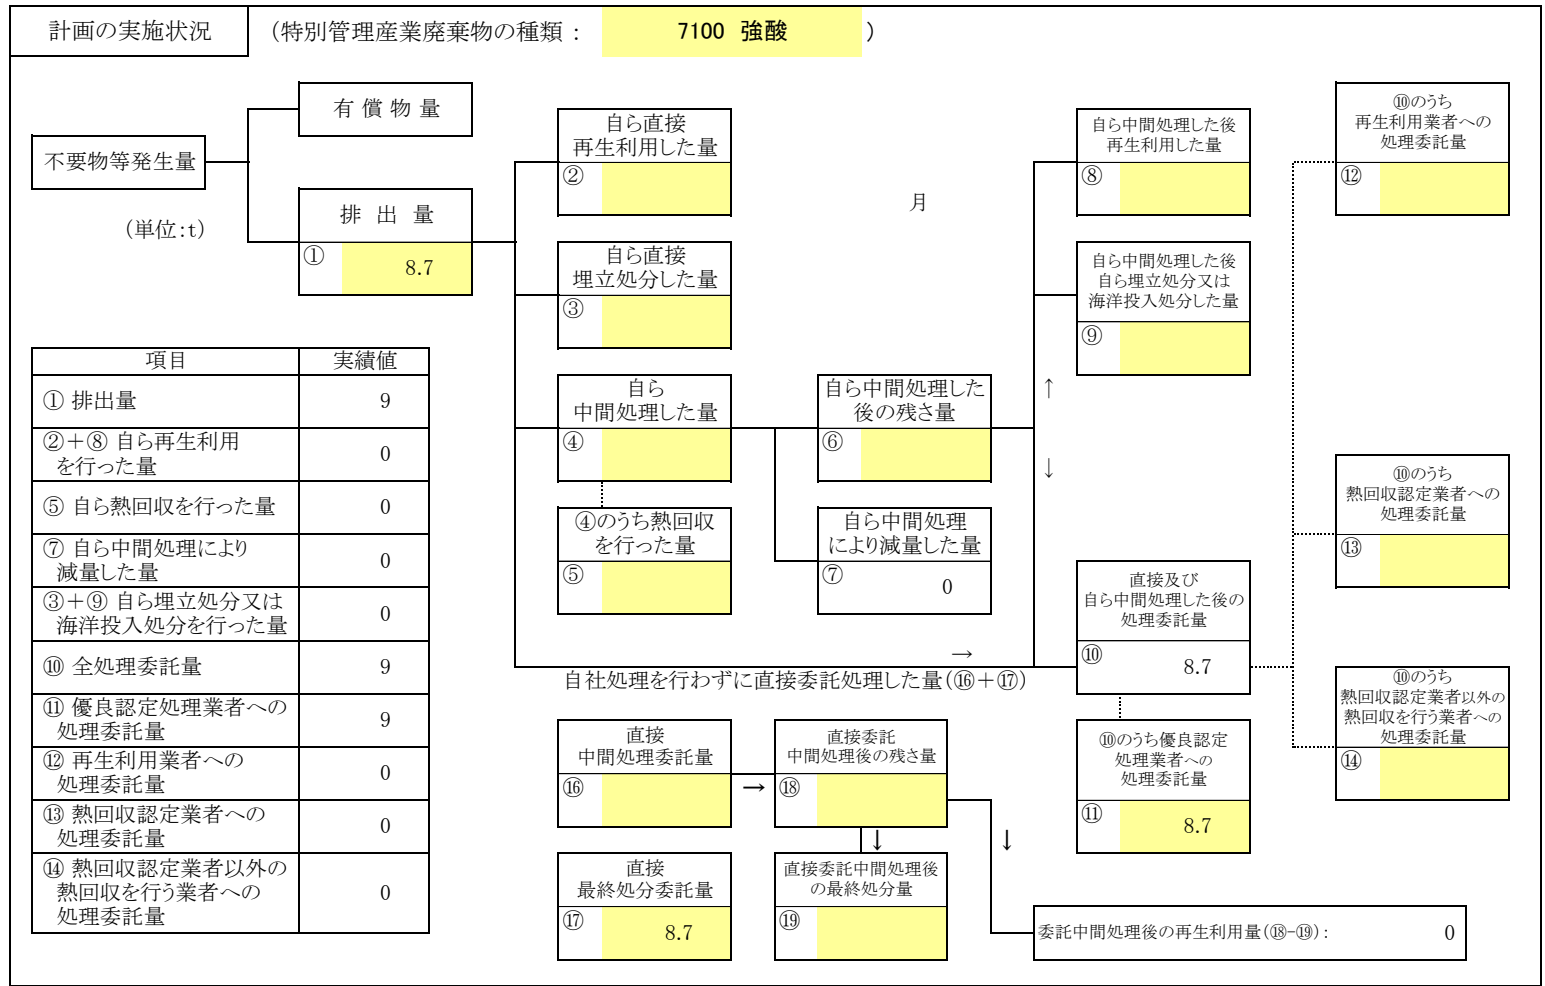 計画の実施状況 (特別管理産業廃棄物の種類： 7100 強酸 )
有 償 物 量
不要物等発生量
(単位:t)
排 出 量
① 8.7
自ら直接
再生利用した量
②
自ら直接
埋立処分した量
③
自ら
中間処理した量
④
④のうち熱回収
を行った量
⑤
月
自ら中間処理した
後の残さ量
⑥
自ら中間処理
により減量した量
⑦ 0
自ら中間処理した後
再生利用した量
⑧
自ら中間処理した後
自ら埋立処分又は
海洋投入処分した量
⑨
↑
↓
直接及び
自ら中間処理した後の
処理委託量
⑩ 8.7
→
自社処理を行わずに直接委託処理した量(⑯＋⑰)
⑩のうち優良認定
処理業者への
処理委託量
⑪ 8.7
⑩のうち
再生利用業者への
処理委託量
⑫
⑩のうち
熱回収認定業者への
処理委託量
⑬
⑩のうち
熱回収認定業者以外の
熱回収を行う業者への
処理委託量
⑭
直接
中間処理委託量
⑯
→
直接委託
中間処理後の残さ量
⑱
↓
↓
直接
最終処分委託量
⑰ 8.7
直接委託中間処理後
の最終処分量
⑲
委託中間処理後の再生利用量(⑱-⑲)： 0
項目 実績値
① 排出量 9
②＋⑧ 自ら再生利用
を行った量 0
⑤ 自ら熱回収を行った量 0
⑦ 自ら中間処理により
減量した量 0
③＋⑨ 自ら埋立処分又は
海洋投入処分を行った量 0
⑩ 全処理委託量 9
⑪ 優良認定処理業者への
処理委託量 9
⑫ 再生利用業者への
処理委託量 0
⑬ 熱回収認定業者への
処理委託量 0
⑭ 熱回収認定業者以外の
熱回収を行う業者への
処理委託量 0